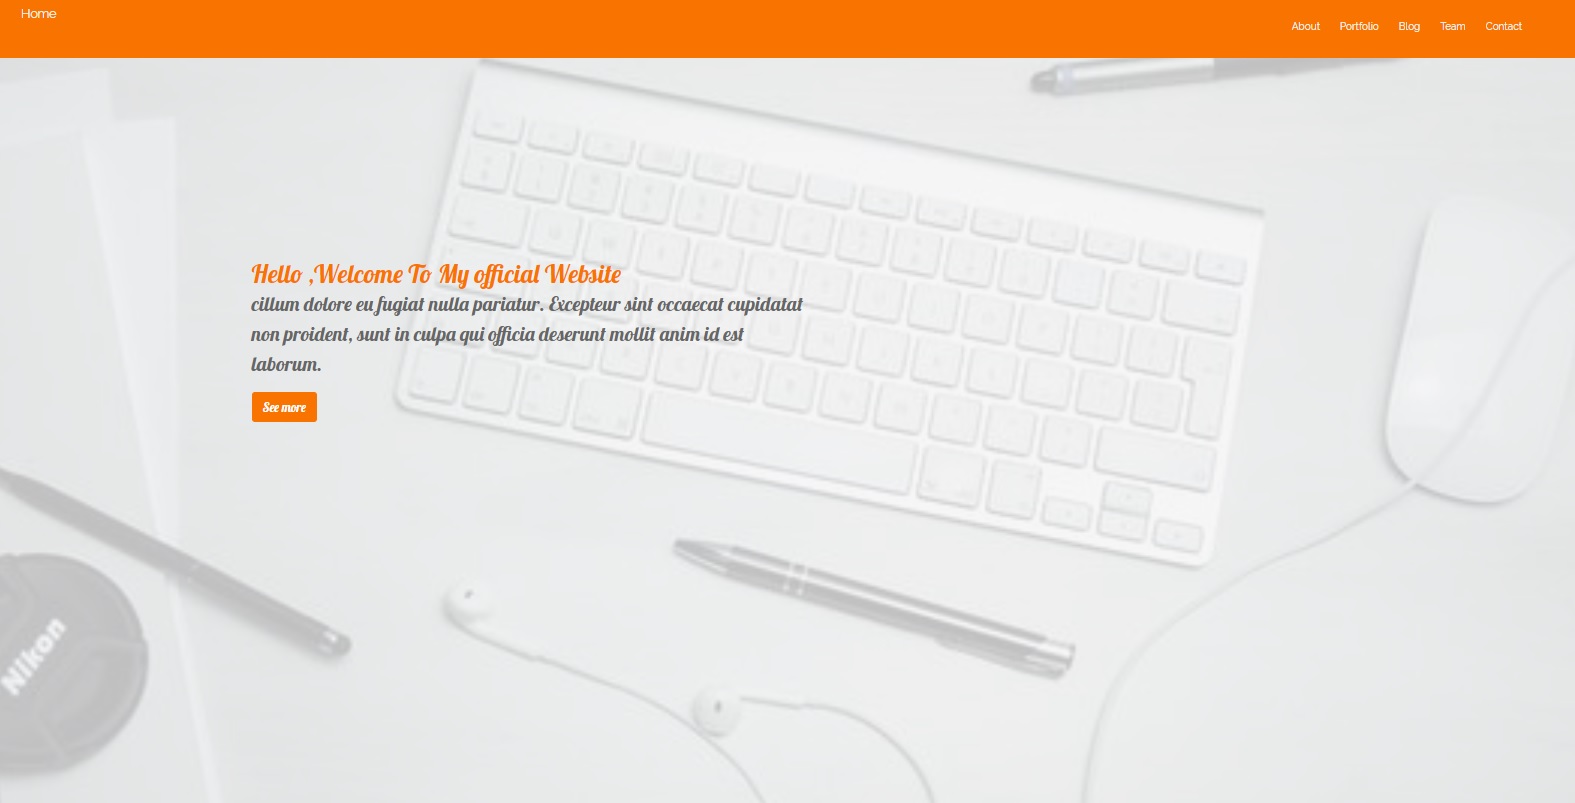 Home
About Portfolio Blog Team Contact
Hello ,Welcome To My official Website
cillum dolore eu fugiat nulla pariatur. Excepteur sint occaecat cupidatat
non proident, sunt in culpa qui officia deserunt mollit anim id est
laborum.
See more
Nikon